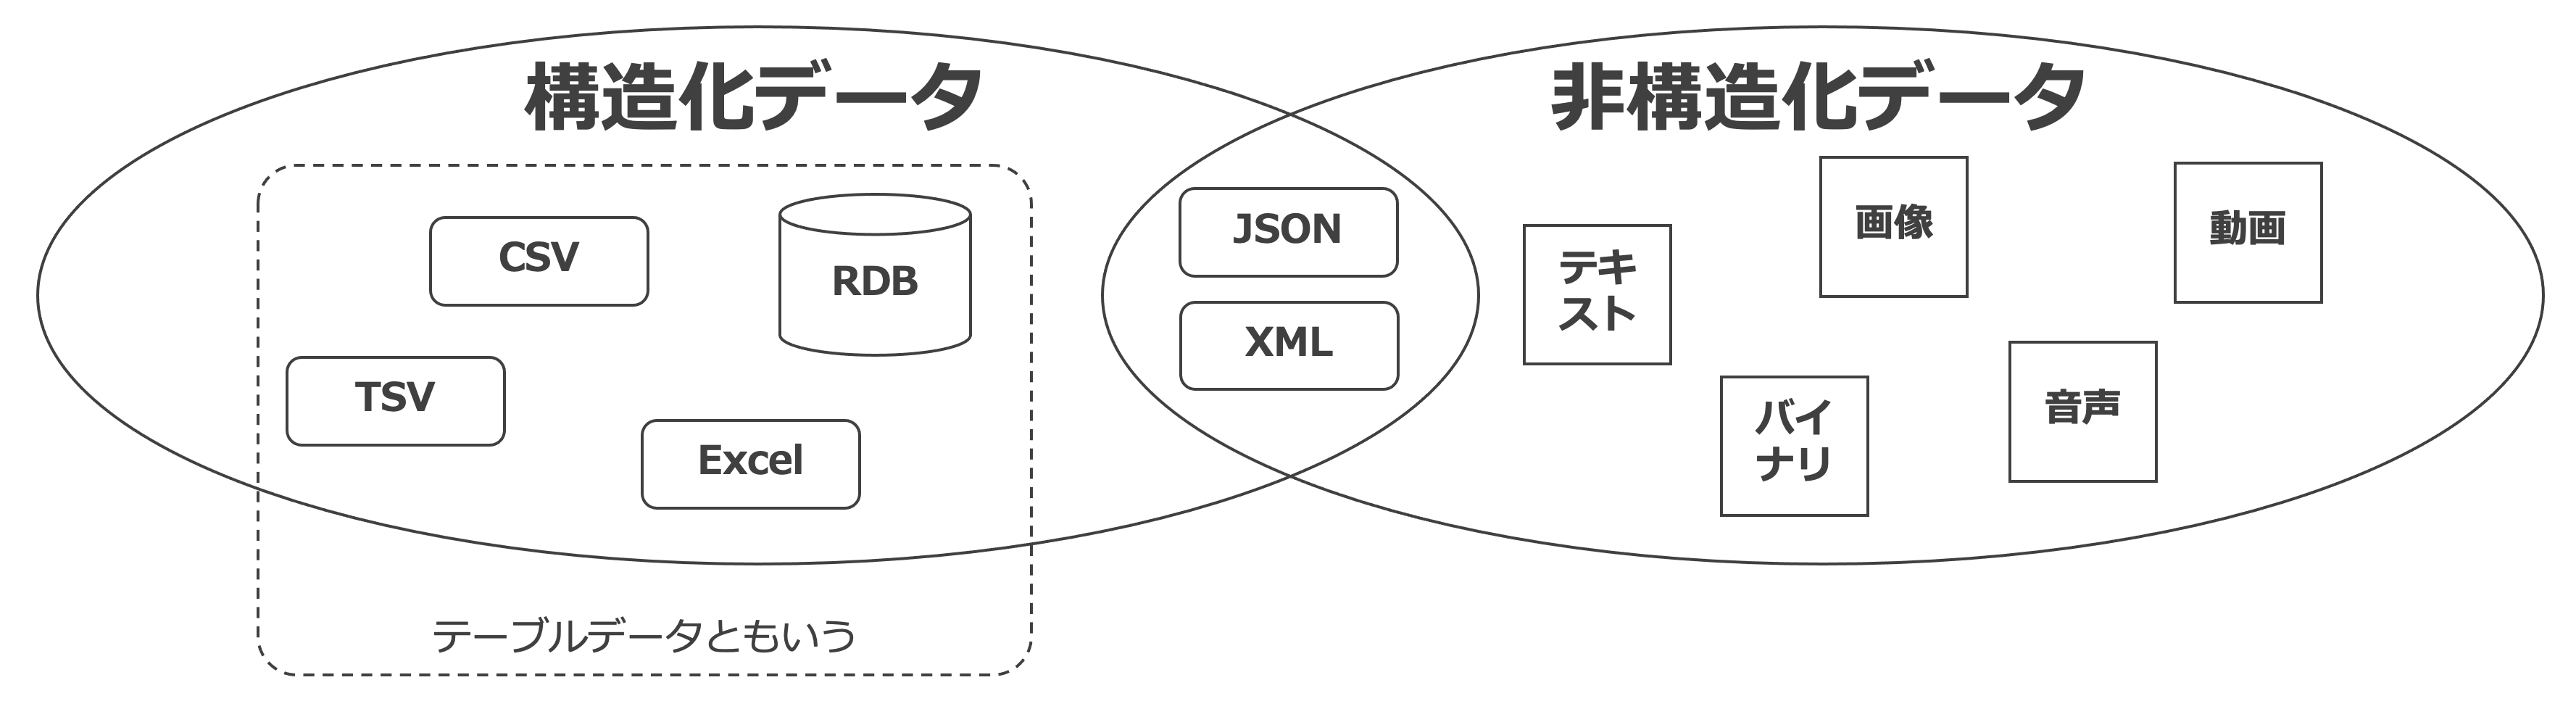 構造化データ
CSV
RDB
TSV
Excel
テーブルデータともいう
JSON
XML
非構造化データ
テキ
スト
画像
動画
バイ
ナリ
音声